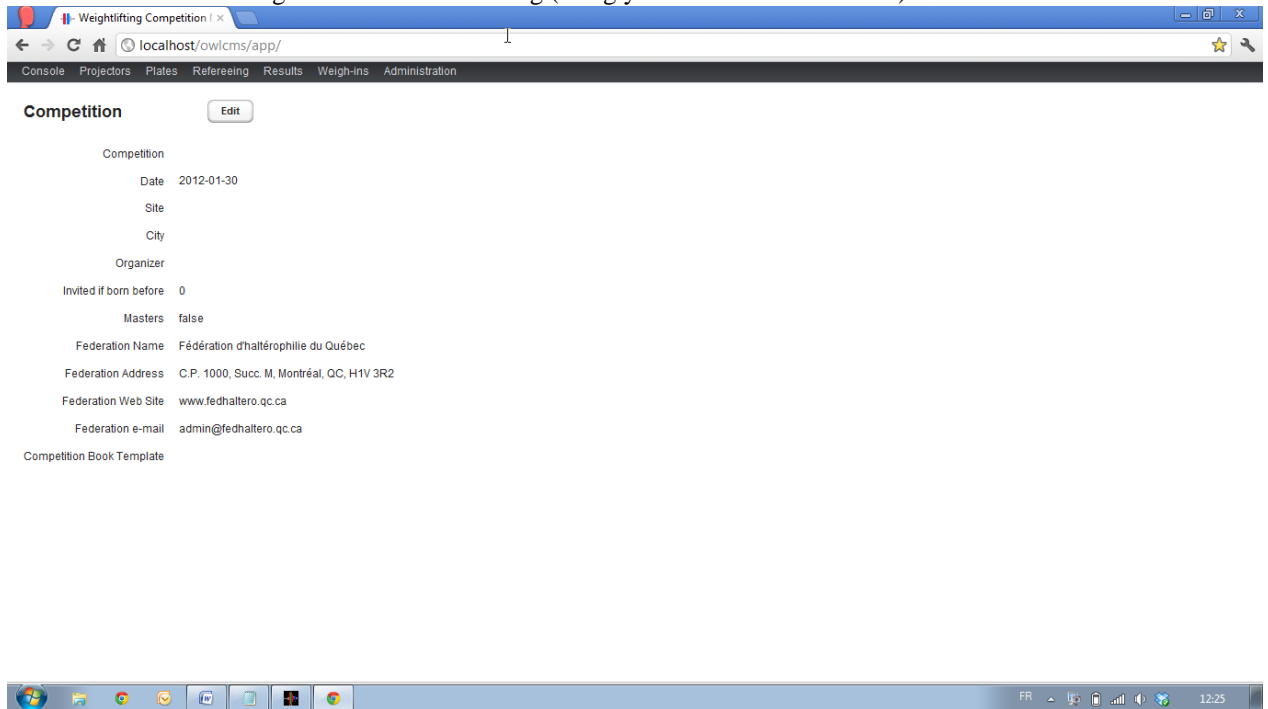 Weightlifting Competition
localhost/owlcms/app/
Console Projectors Plates Refereeing Results Weigh-ins Administration
Competition Edit
Competition
Date 2012-01-30
Site
City
Organizer
Invited if born before 0
Masters false
Federation Name Fédération d'haltérophilie du Québec
Federation Address C.P. 1000, Succ. M, Montréal, QC, H1V 3R2
Federation Web Site www.fedhaltero.qc.ca
Federation e-mail admin@fedhaltero.qc.ca
Competition Book Template
FR 12:25